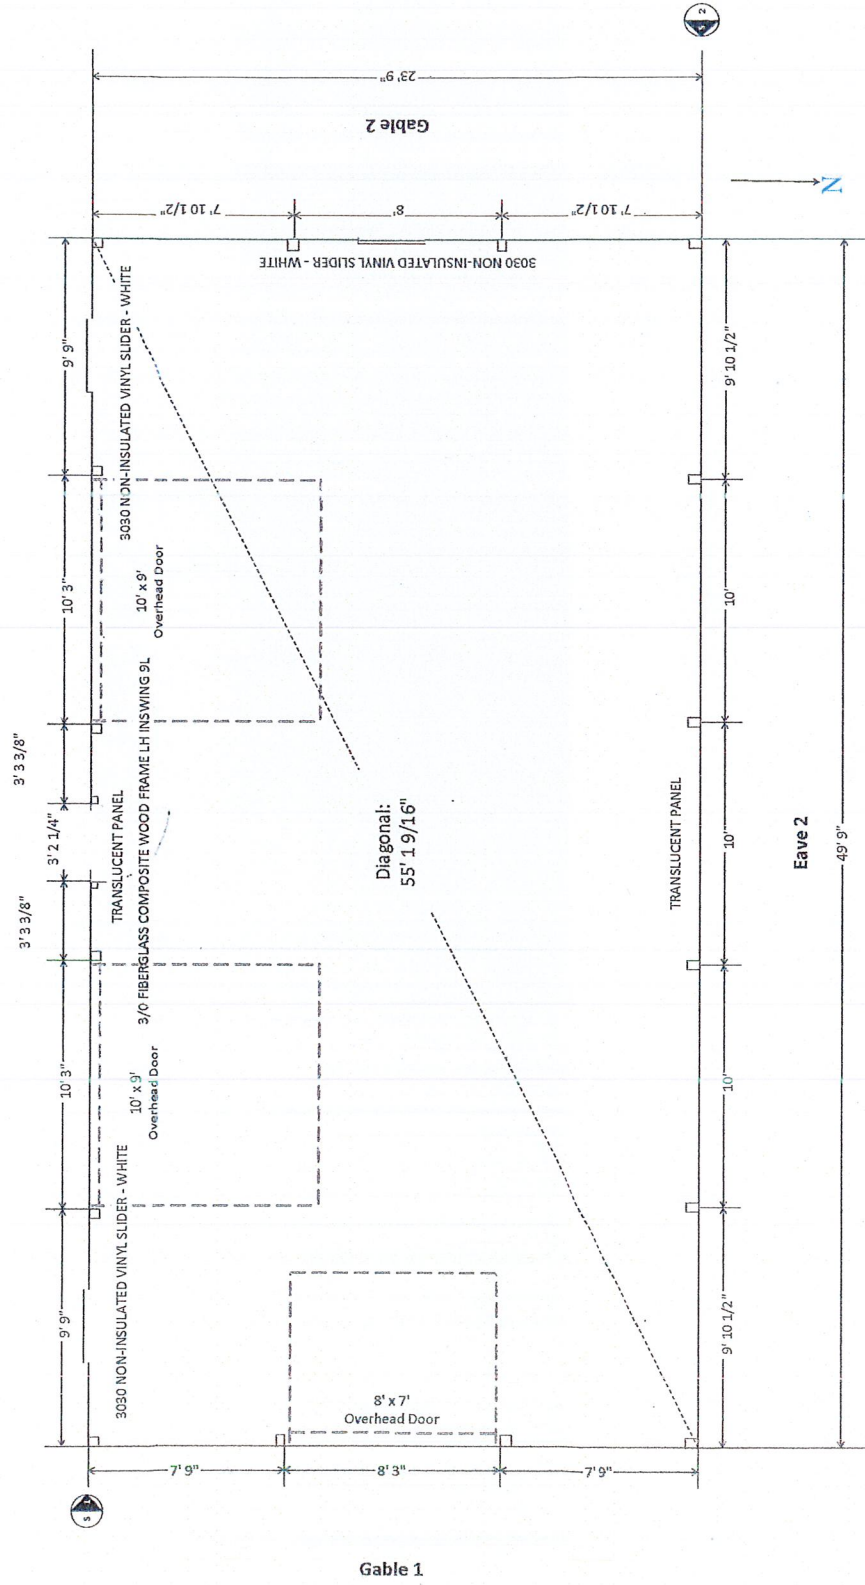 2
23' 9"
Gable 2
N
7' 10 1/2"
8'
7' 10 1/2"
3030 NON-INSULATED VINYL SLIDER - WHITE
9' 9"
3030 NON-INSULATED VINYL SLIDER - WHITE
9' 10 1/2"
10' 3"
10' x 9'
Overhead Door
10'
3' 3 3/8"
3' 2 1/4"
3' 3 3/8"
TRANSLUCENT PANEL
3/0 FIBERGLASS COMPOSITE WOOD FRAME LH INSWING 9L
Diagonal:
55' 1 9/16"
TRANSLUCENT PANEL
10'
Eave 2
49' 9"
10' 3"
10' x 9'
Overhead Door
10'
9' 9"
3030 NON-INSULATED VINYL SLIDER - WHITE
9' 10 1/2"
8' x 7'
Overhead Door
7' 9"
8' 3"
7' 9"
S
Gable 1